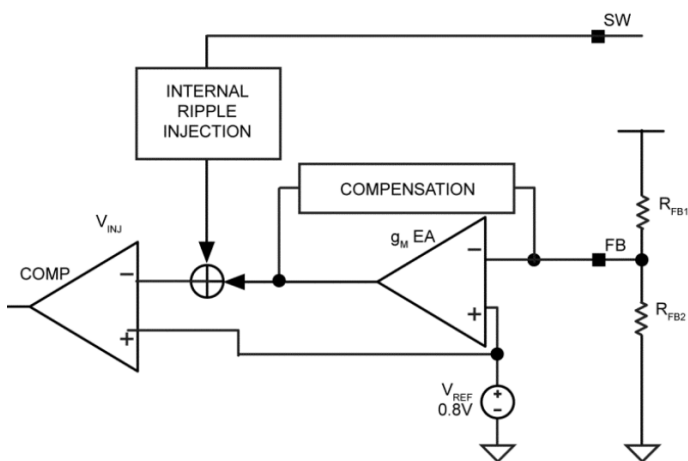 SW
INTERNAL
RIPPLE
INJECTION
COMPENSATION
R_FB1
V_INJ
g_M EA
FB
COMP
−
−
+
+
R_FB2
V_REF
0.8V
+
−